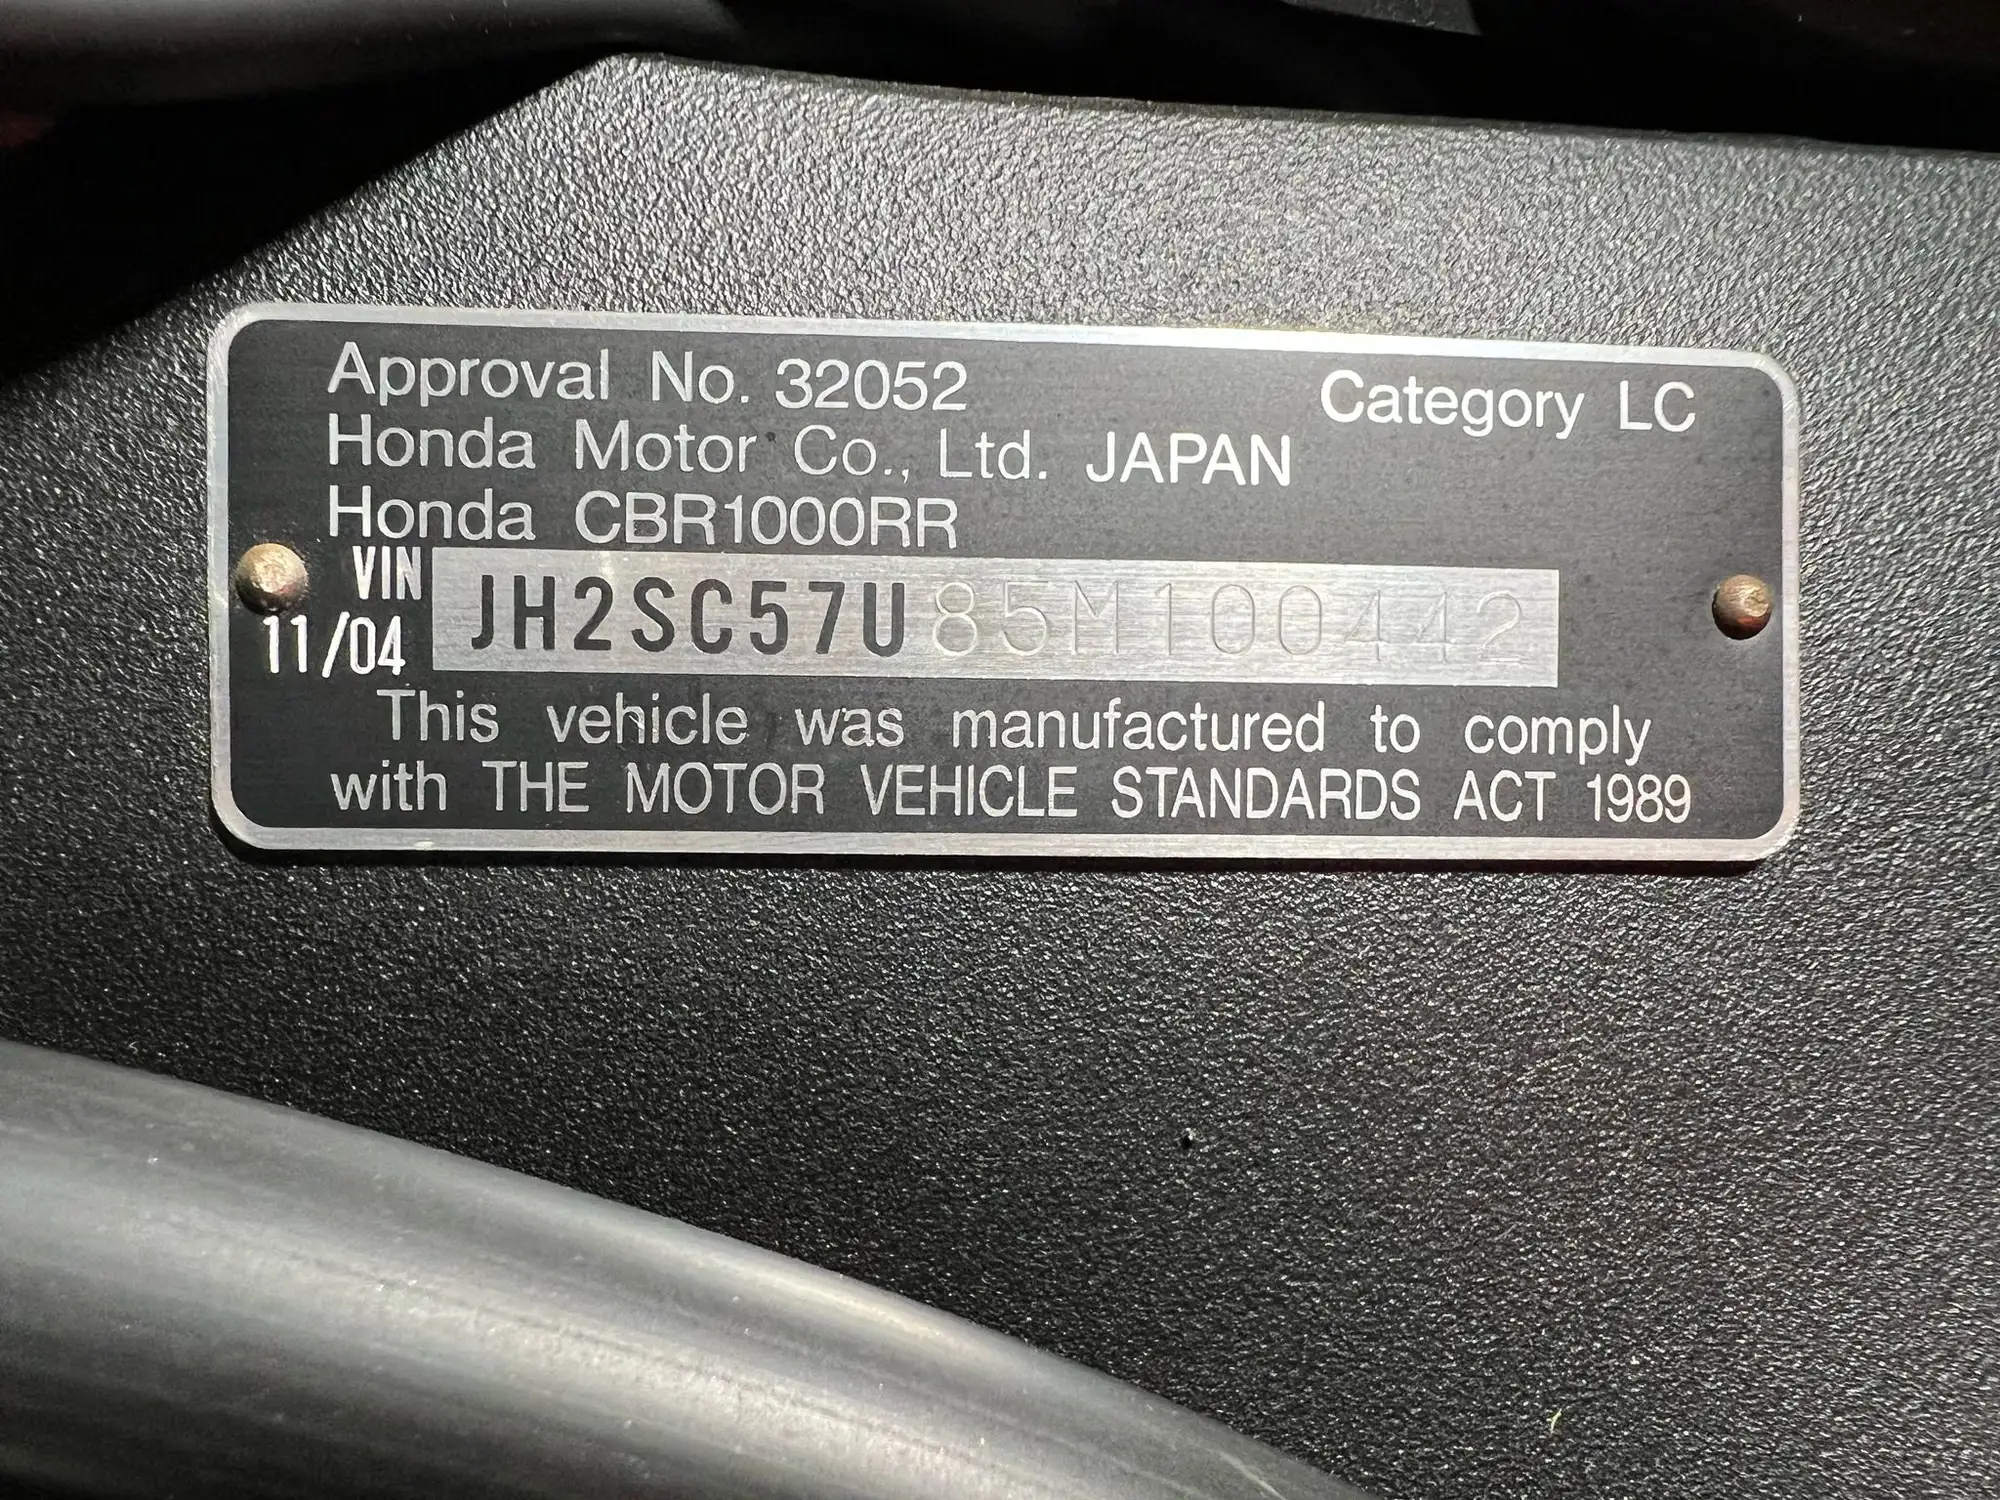 Approval No. 32052 Category LC
Honda Motor Co., Ltd. JAPAN
Honda CBR1000RR
VIN JH2SC57U85M100442
11/04
This vehicle was manufactured to comply
with THE MOTOR VEHICLE STANDARDS ACT 1989